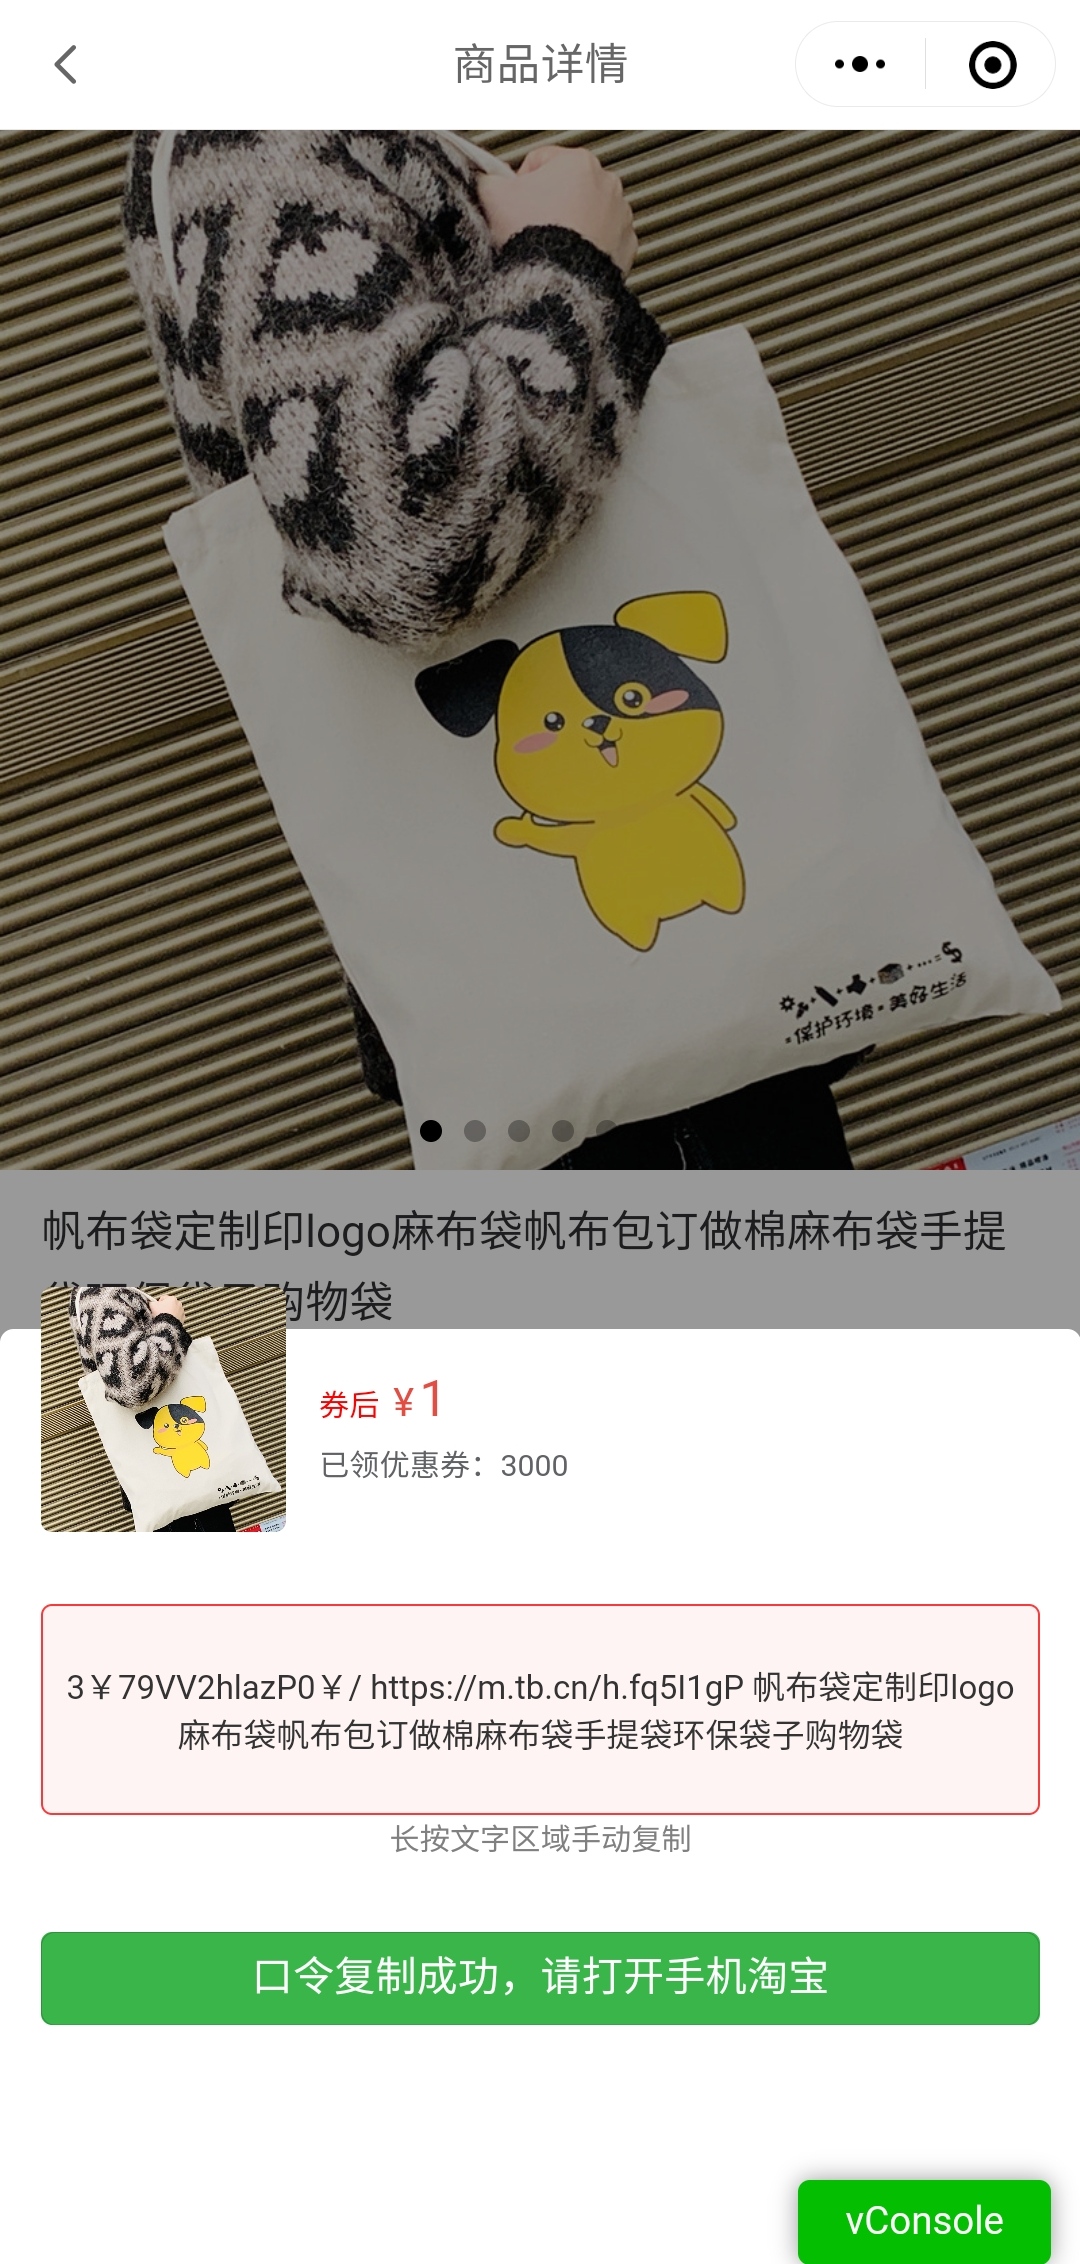 商品详情
=保护环境=美好生活
帆布袋定制印logo麻布袋帆布包订做棉麻布袋手提
购物袋
券后 ¥1
已领优惠券：3000
3￥79VV2hlazP0￥/ https://m.tb.cn/h.fq5I1gP 帆布袋定制印logo
麻布袋帆布包订做棉麻布袋手提袋环保袋子购物袋
长按文字区域手动复制
口令复制成功，请打开手机淘宝
vConsole